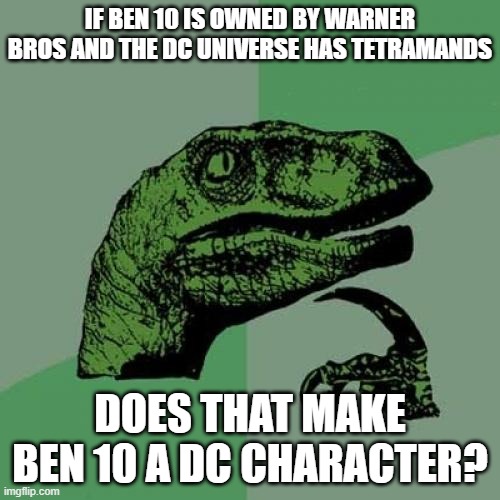 IF BEN 10 IS OWNED BY WARNER
BROS AND THE DC UNIVERSE HAS TETRAMANDS
DOES THAT MAKE
BEN 10 A DC CHARACTER?
imgflip.com